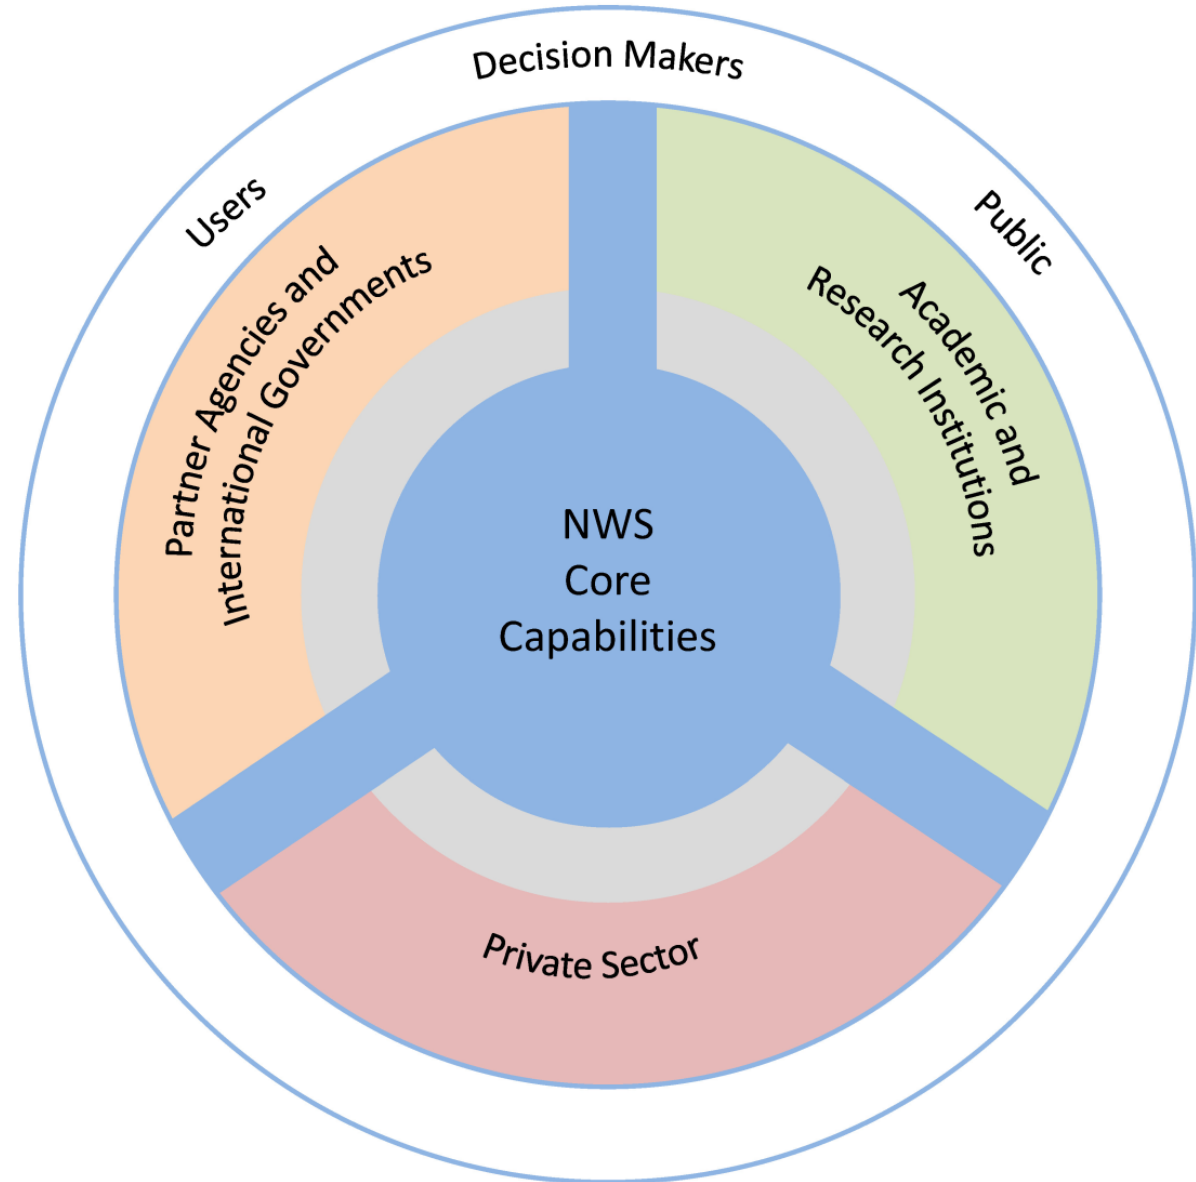 Decision Makers
Users
Public
Partner Agencies and
International Governments
Academic and
Research Institutions
NWS
Core
Capabilities
Private Sector